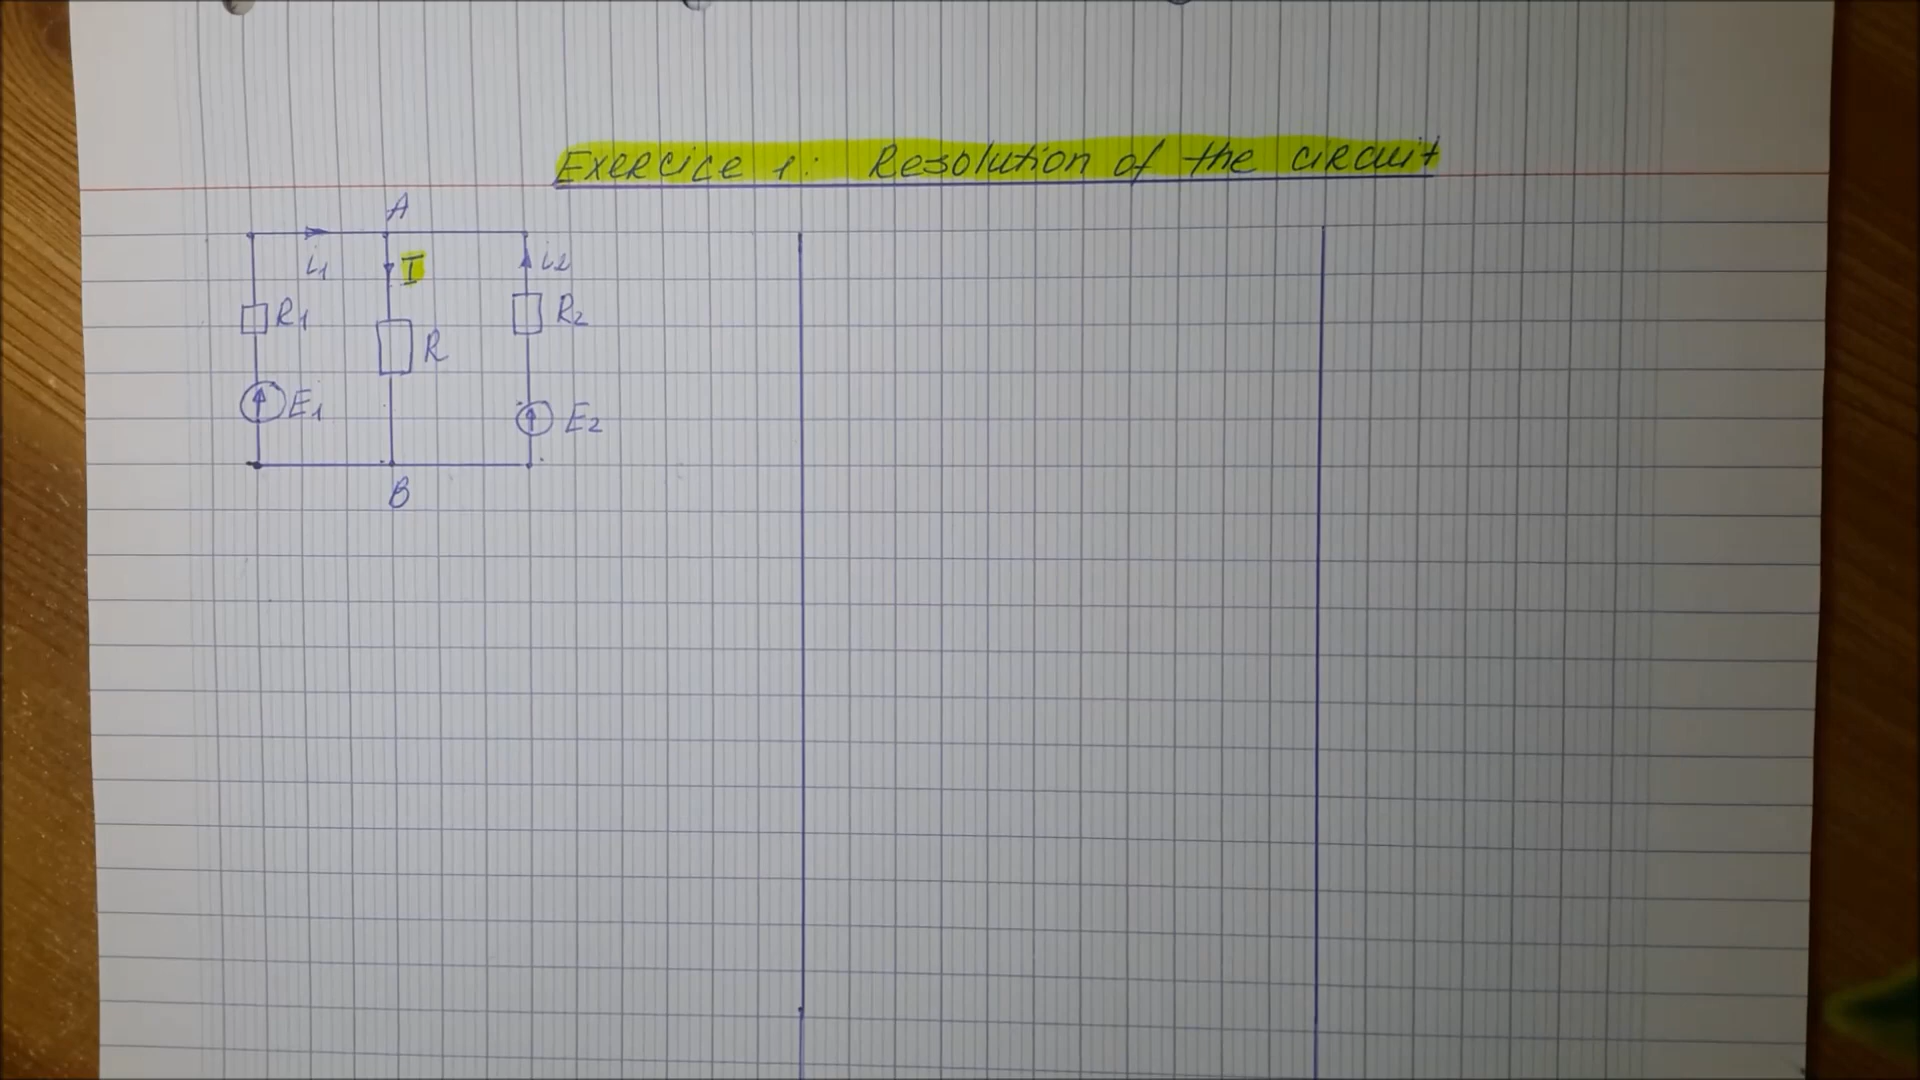 Exercice 1: Resolution of the circuit
A
i1
I
i2
R1
R
R2
E1
E2
B